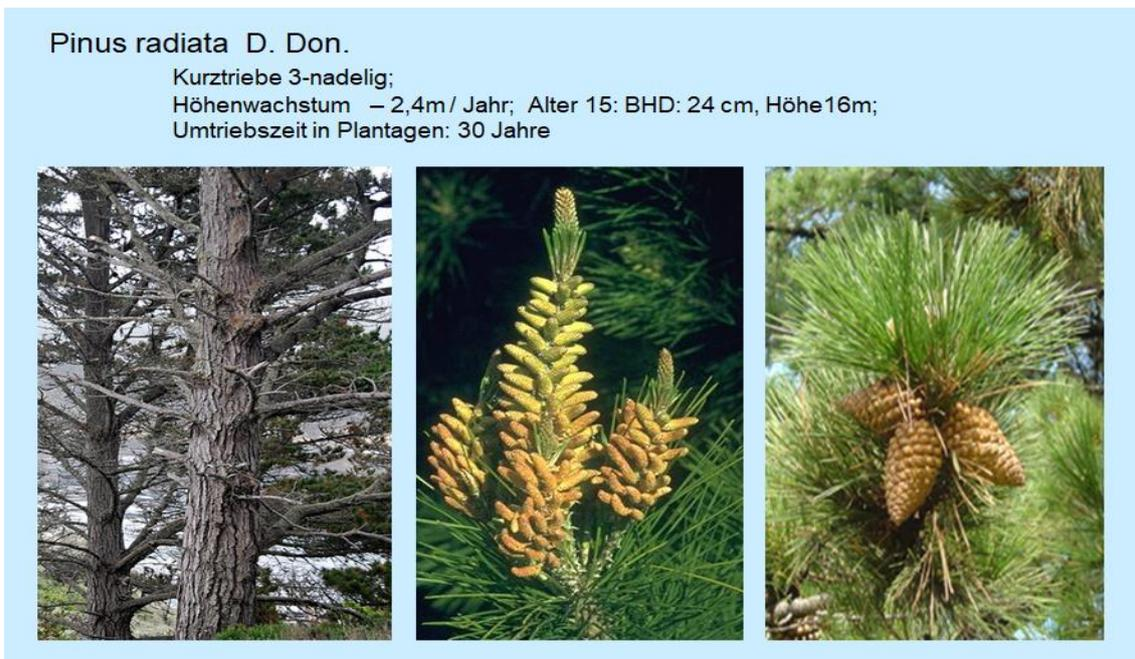 Pinus radiata D. Don.
Kurztriebe 3-nadelig;
Höhenwachstum – 2,4m / Jahr; Alter 15: BHD: 24 cm, Höhe16m;
Umtriebszeit in Plantagen: 30 Jahre